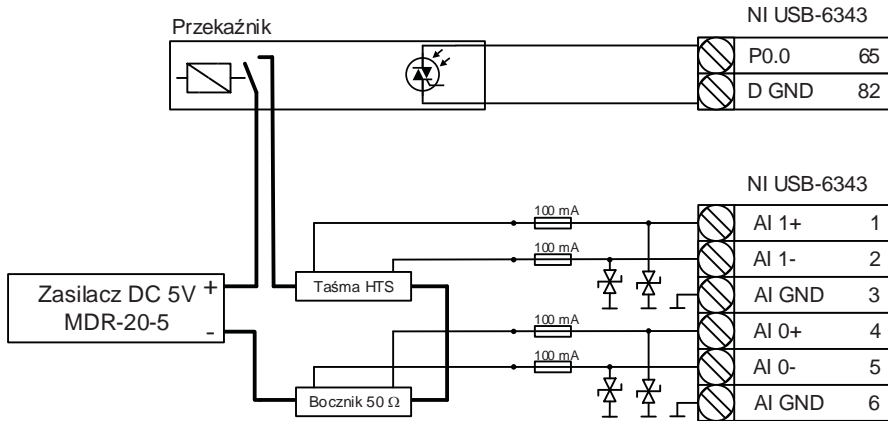 NI USB-6343
Przekaźnik
P0.0 65
D GND 82
NI USB-6343
100 mA
AI 1+ 1
100 mA
AI 1- 2
Taśma HTS
AI GND 3
Zasilacz DC 5V +
MDR-20-5 -
100 mA
AI 0+ 4
100 mA
AI 0- 5
Bocznik 50 Ω
AI GND 6